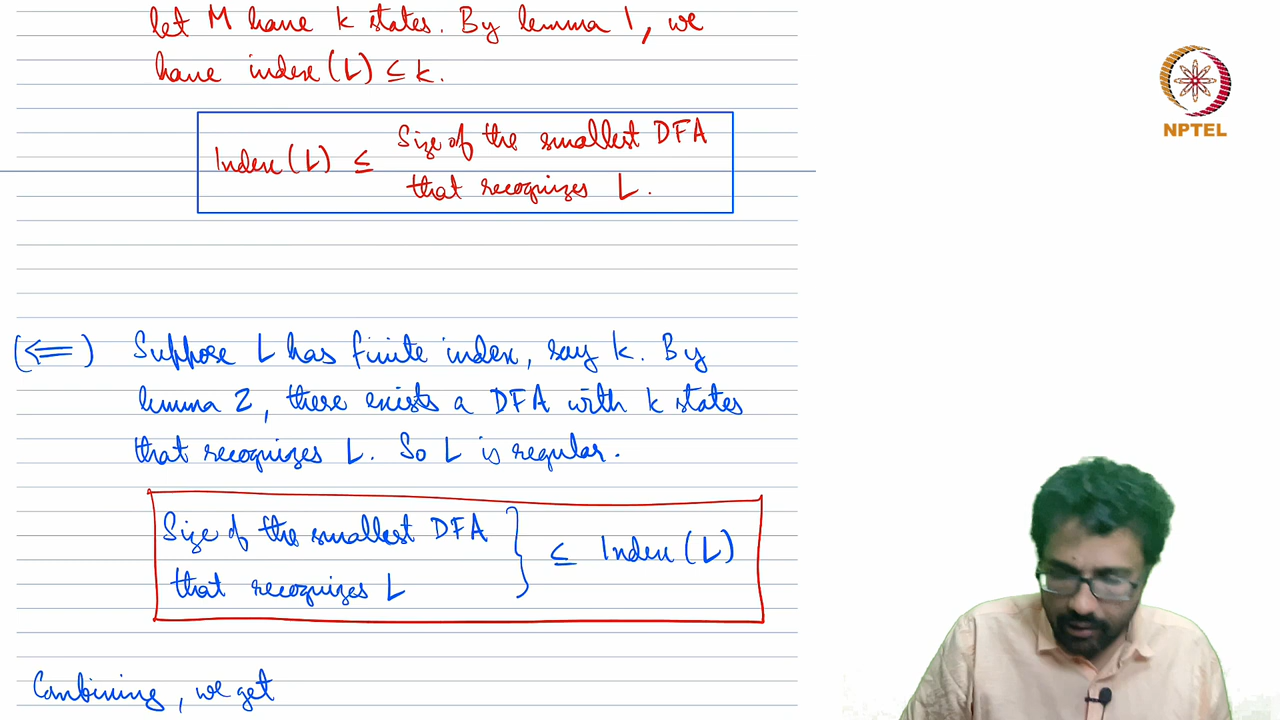 let M have k states. By lemma 1, we
have index (L) ≤ k.
Index (L) ≤ Size of the smallest DFA
that recognizes L.
NPTEL
(⇐) Suppose L has finite index, say k. By
lemma 2, there exists a DFA with k states
that recognizes L. So L is regular.
Size of the smallest DFA
that recognizes L } ≤ Index (L)
Combining, we get